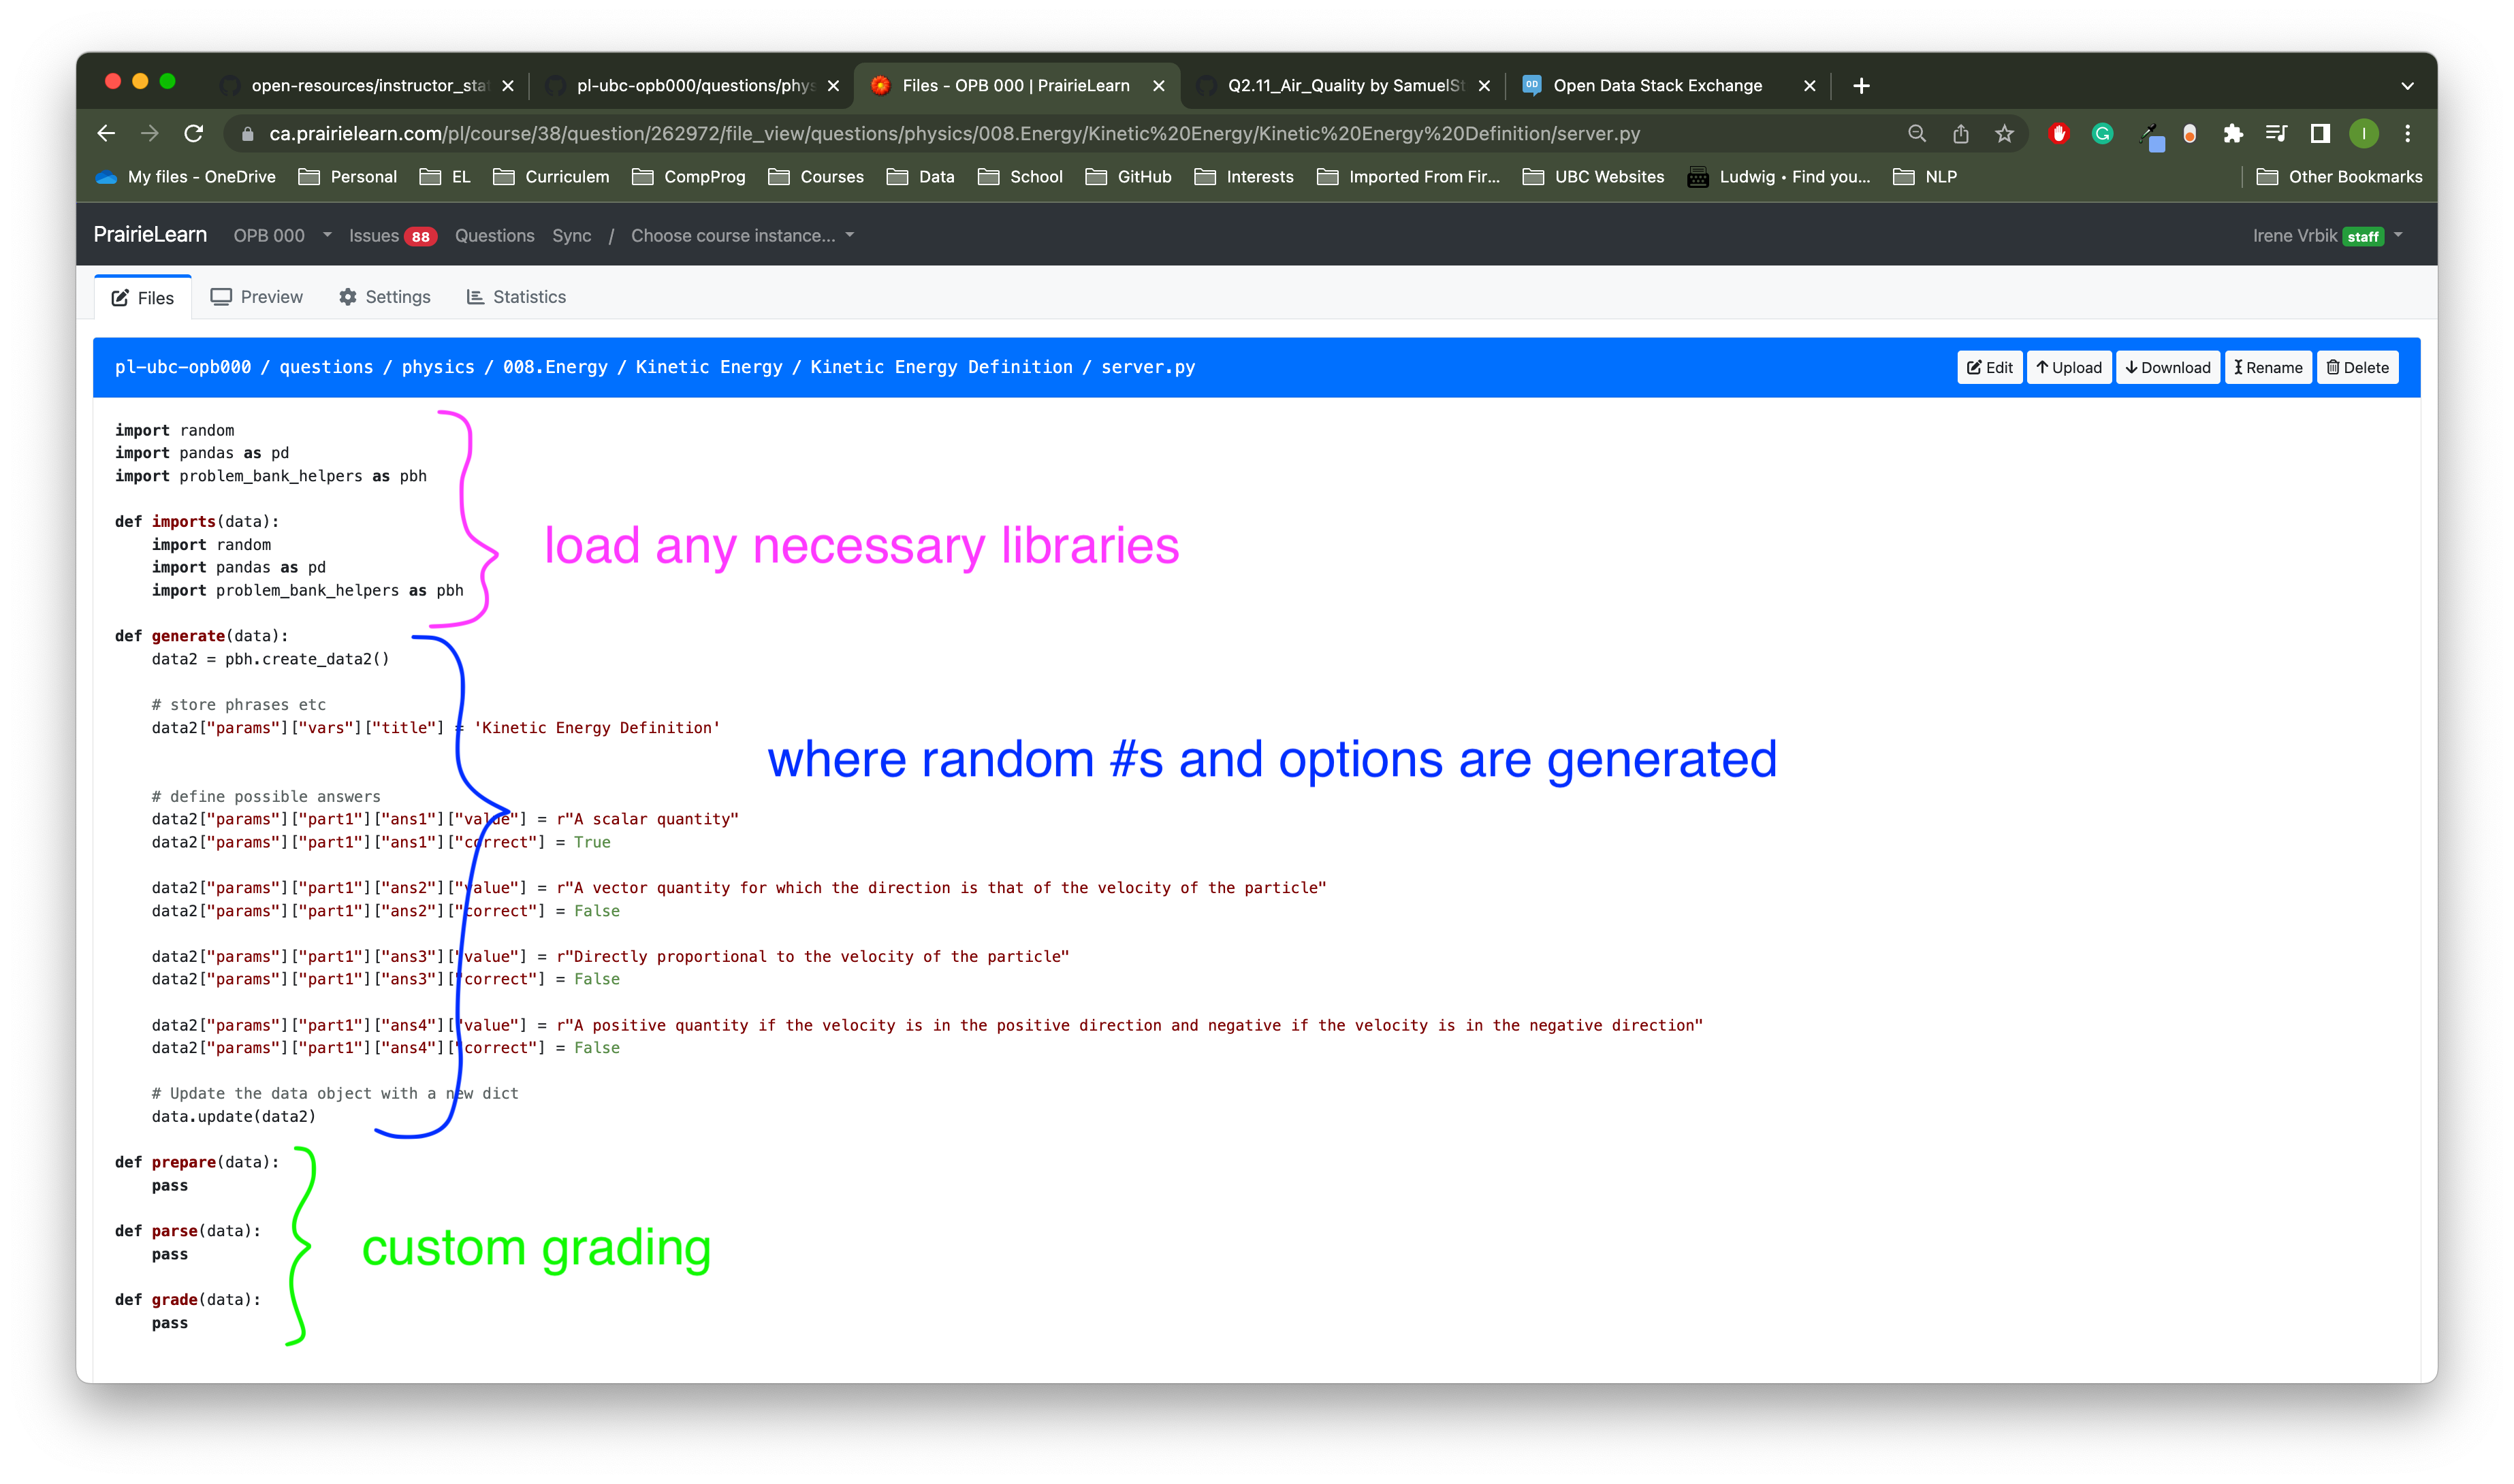 open-resources/instructor_stat
pl-ubc-opb000/questions/phys
Files - OPB 000 | PrairieLearn
Q2.11_Air_Quality by SamuelSt
OD
Open Data Stack Exchange
ca.prairielearn.com/pl/course/38/question/262972/file_view/questions/physics/008.Energy/Kinetic%20Energy/Kinetic%20Energy%20Definition/server.py
I
My files - OneDrive Personal EL Curriculem CompProg Courses Data School GitHub Interests Imported From Fir... UBC Websites Ludwig • Find you... NLP Other Bookmarks
PrairieLearn OPB 000 Issues 88 Questions Sync / Choose course instance... Irene Vrbik staff
Files Preview Settings Statistics
pl-ubc-opb000 / questions / physics / 008.Energy / Kinetic Energy / Kinetic Energy Definition / server.py
Edit Upload Download Rename Delete
import random
import pandas as pd
import problem_bank_helpers as pbh
def imports(data):
    import random
    import pandas as pd
    import problem_bank_helpers as pbh
load any necessary libraries
def generate(data):
    data2 = pbh.create_data2()
    # store phrases etc
    data2["params"]["vars"]["title"] = 'Kinetic Energy Definition'
where random #s and options are generated
    # define possible answers
    data2["params"]["part1"]["ans1"]["value"] = r"A scalar quantity"
    data2["params"]["part1"]["ans1"]["correct"] = True
    data2["params"]["part1"]["ans2"]["value"] = r"A vector quantity for which the direction is that of the velocity of the particle"
    data2["params"]["part1"]["ans2"]["correct"] = False
    data2["params"]["part1"]["ans3"]["value"] = r"Directly proportional to the velocity of the particle"
    data2["params"]["part1"]["ans3"]["correct"] = False
    data2["params"]["part1"]["ans4"]["value"] = r"A positive quantity if the velocity is in the positive direction and negative if the velocity is in the negative direction"
    data2["params"]["part1"]["ans4"]["correct"] = False
    # Update the data object with a new dict
    data.update(data2)
def prepare(data):
    pass
def parse(data):
    pass
custom grading
def grade(data):
    pass